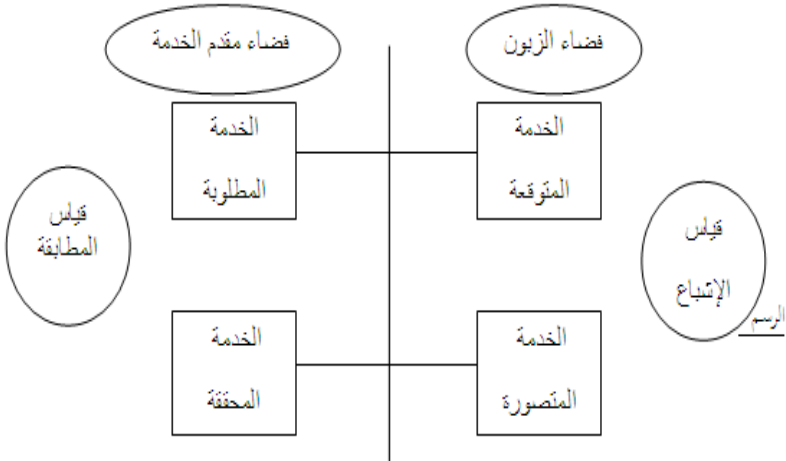 فضاء الزبون
فضاء مقدم الخدمة
الخدمة
المتوقعة
الخدمة
المطلوبة
قياس
الإشباع
قياس
المطابقة
الرسم
الخدمة
المتصورة
الخدمة
المحققة